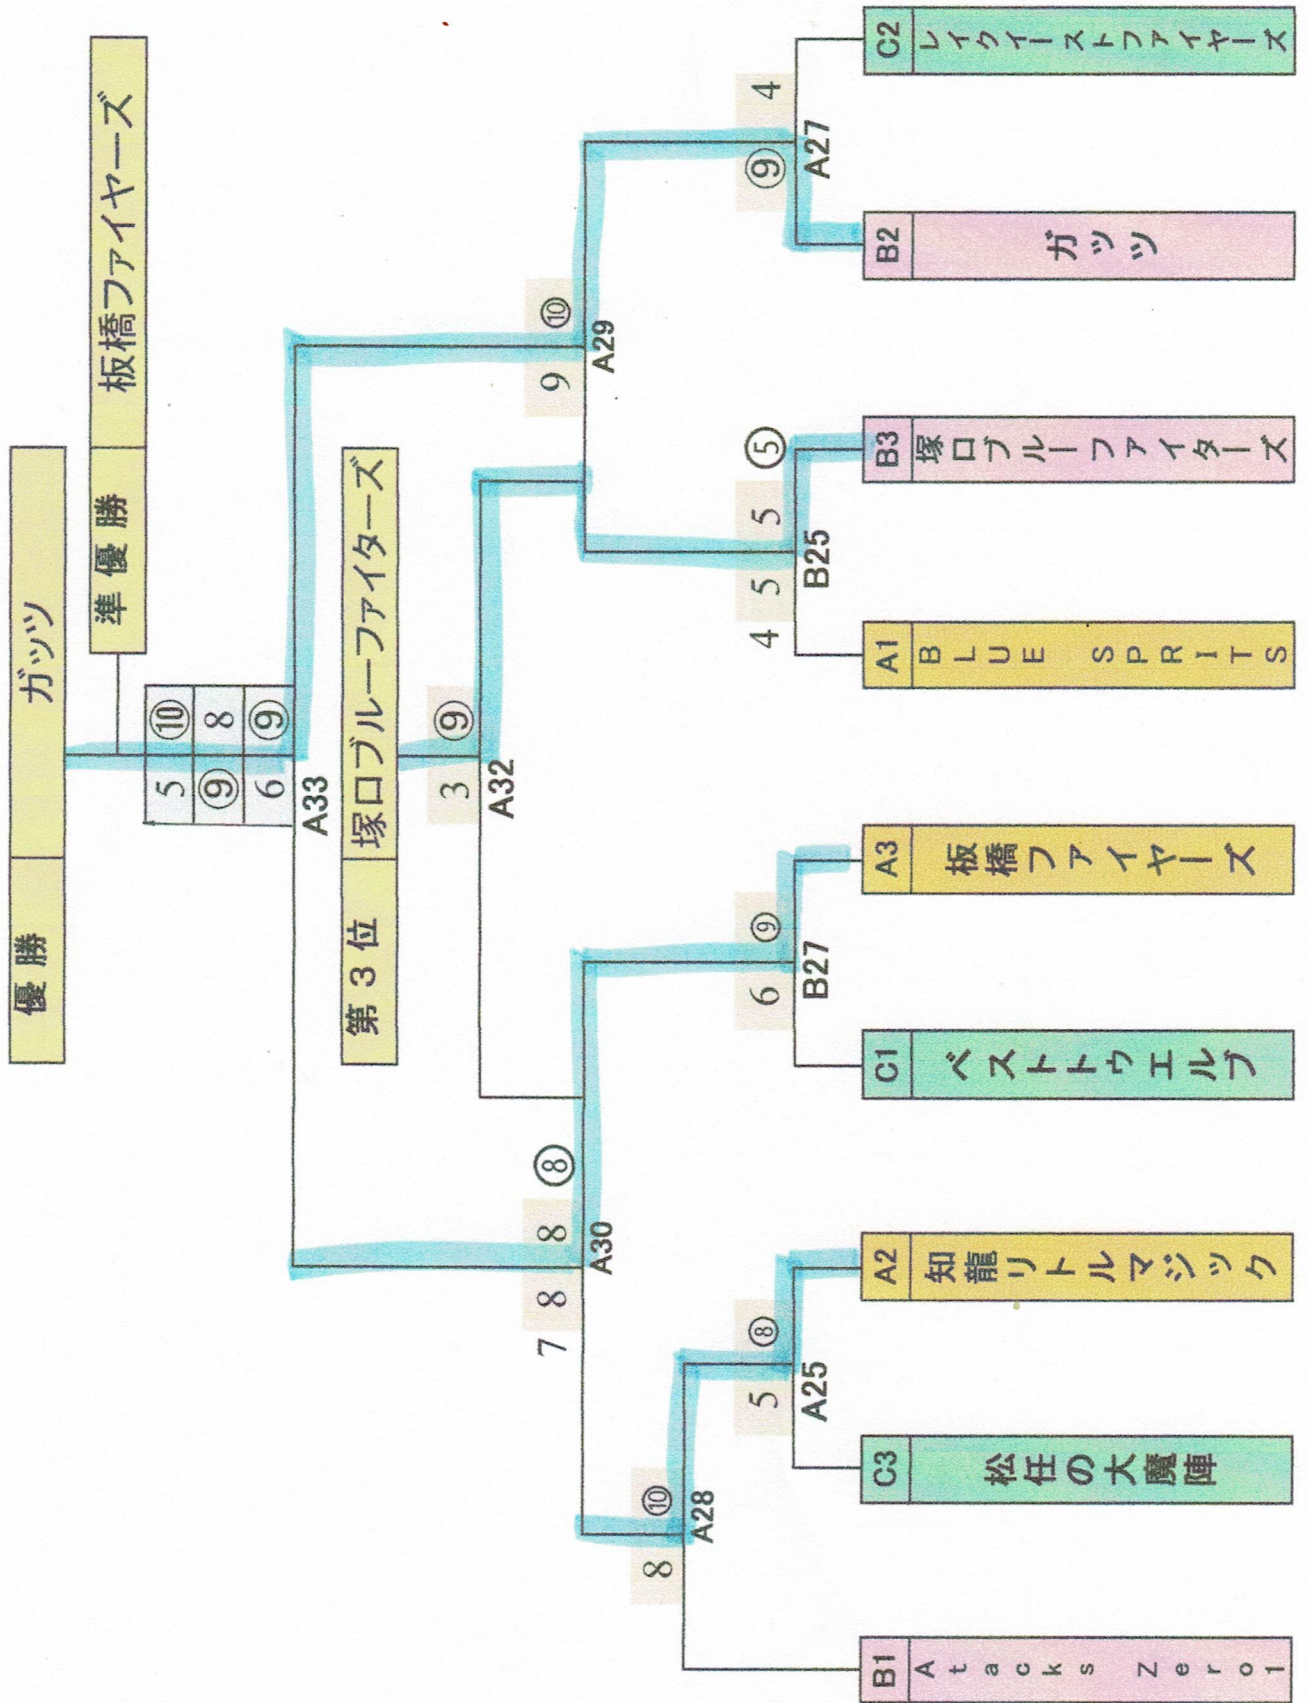 優勝 ガッツ
準優勝 板橋ファイヤーズ
5 ⑩
⑨ 8
6 ⑨
A33
第3位 塚口ブルーファイターズ
3 ⑨
A32
7 8 8 ⑧
A30
9 ⑩
A29
8 ⑩
A28
5 ⑧
A25
6 ⑨
B27
4 5 5 ⑤
B25
⑨ 4
A27
B1 Atacks Zero1
C3 松任の大魔陣
A2 知龍リトルマジック
C1 ベストトウエルブ
A3 板橋ファイヤーズ
A1 BLUE SPRITS
B3 塚口ブルーファイターズ
B2 ガッツ
C2 レイクイーストファイヤーズ